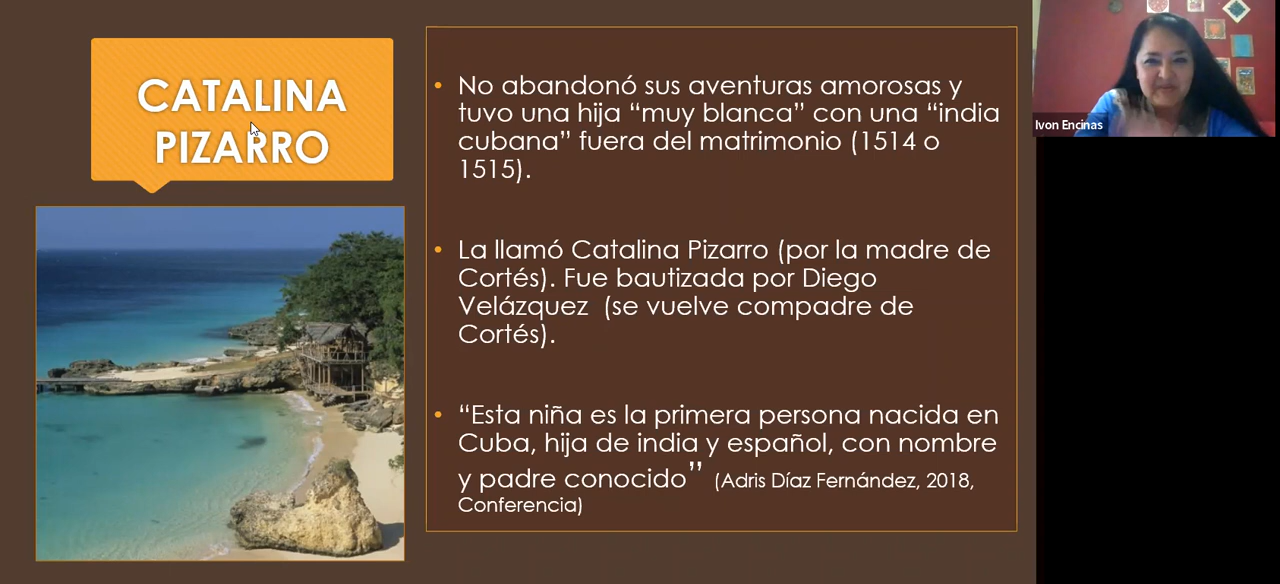 CATALINA
PIZARRO
No abandonó sus aventuras amorosas y
tuvo una hija “muy blanca” con una “india
cubana” fuera del matrimonio (1514 o
1515).
La llamó Catalina Pizarro (por la madre de
Cortés). Fue bautizada por Diego
Velázquez (se vuelve compadre de
Cortés).
“Esta niña es la primera persona nacida en
Cuba, hija de india y español, con nombre
y padre conocido” (Adris Díaz Fernández, 2018,
Conferencia)
Ivon Encinas